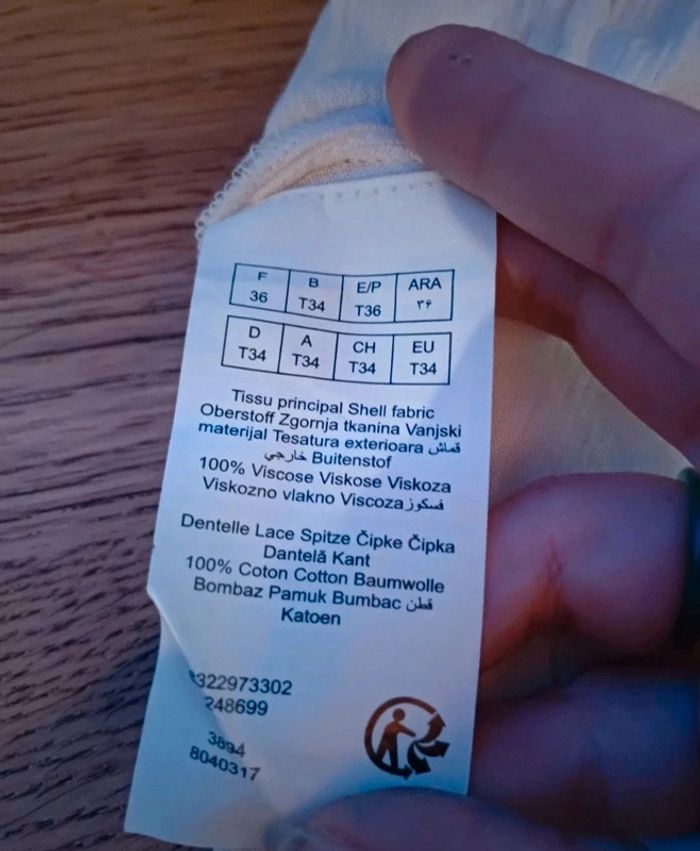 F B E/P ARA
36 T34 T36 ٣۶
D A CH EU
T34 T34 T34 T34
Tissu principal Shell fabric
Oberstoff Zgornja tkanina Vanjski
materijal Tesatura exterioara قماش
خارجي Buitenstof
100% Viscose Viskose Viskoza
Viskozno vlakno Viscoza فسكوز
Dentelle Lace Spitze Čipke Čipka
Dantelă Kant
100% Coton Cotton Baumwolle
Bombaz Pamuk Bumbac قطن
Katoen
322973302
248699
3894
8040317